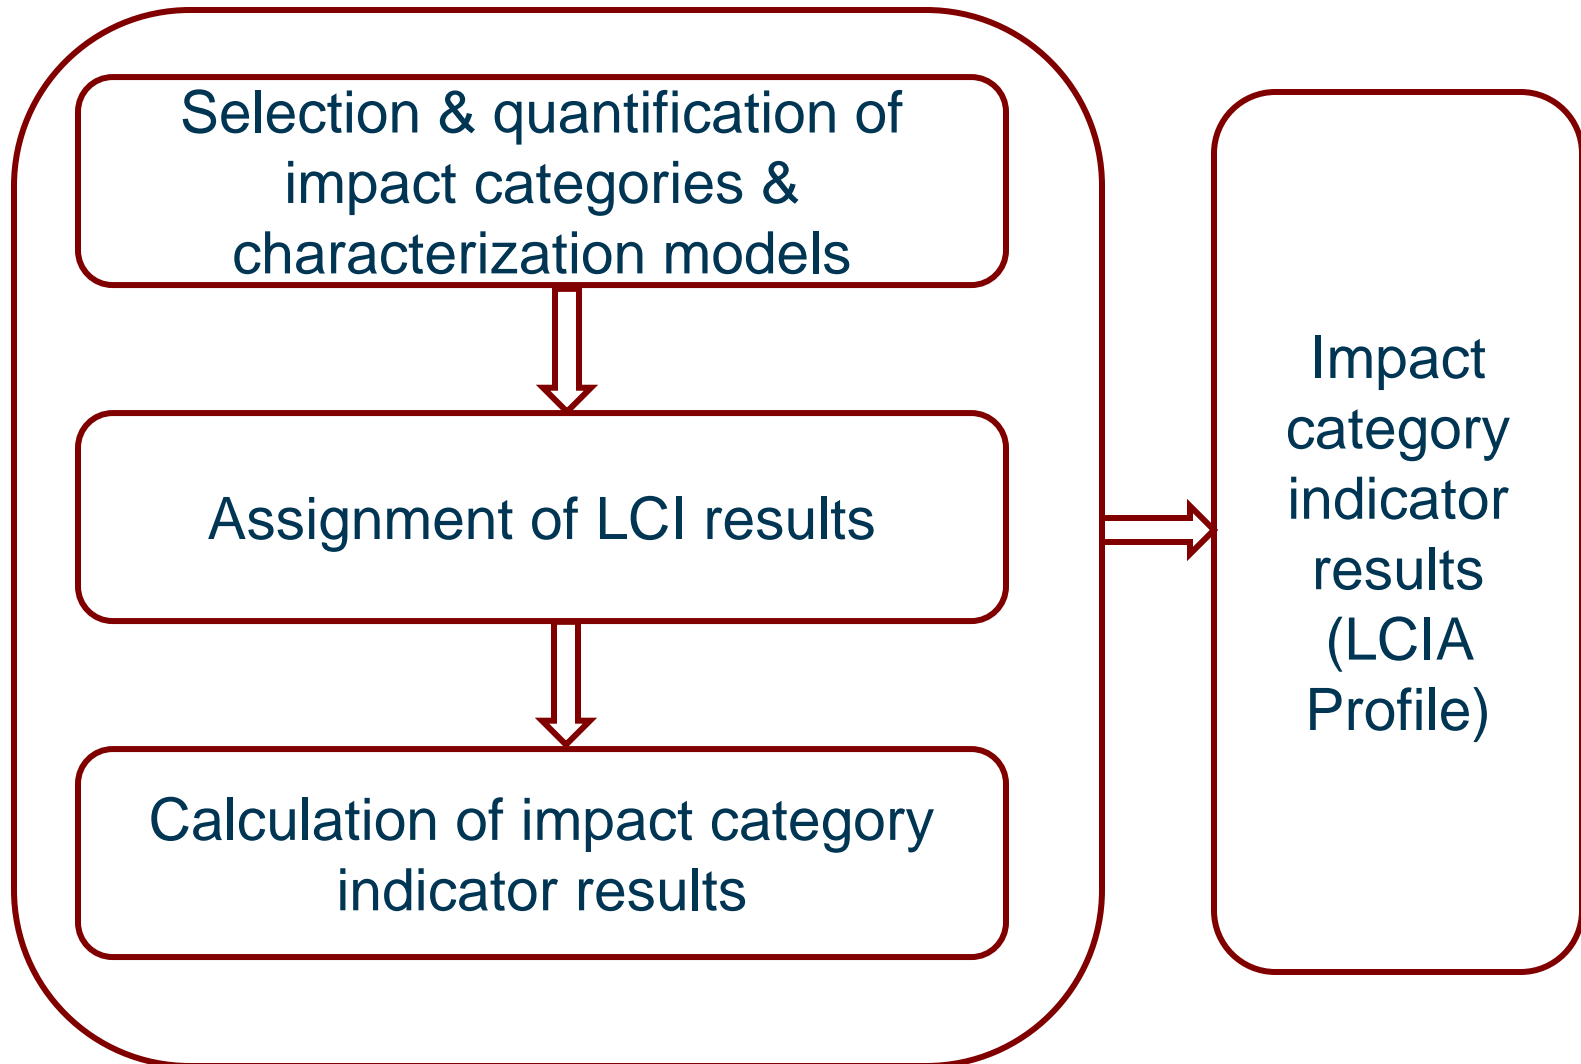 Selection & quantification of
impact categories &
characterization models
Assignment of LCI results
Calculation of impact category
indicator results
Impact
category
indicator
results
(LCIA
Profile)